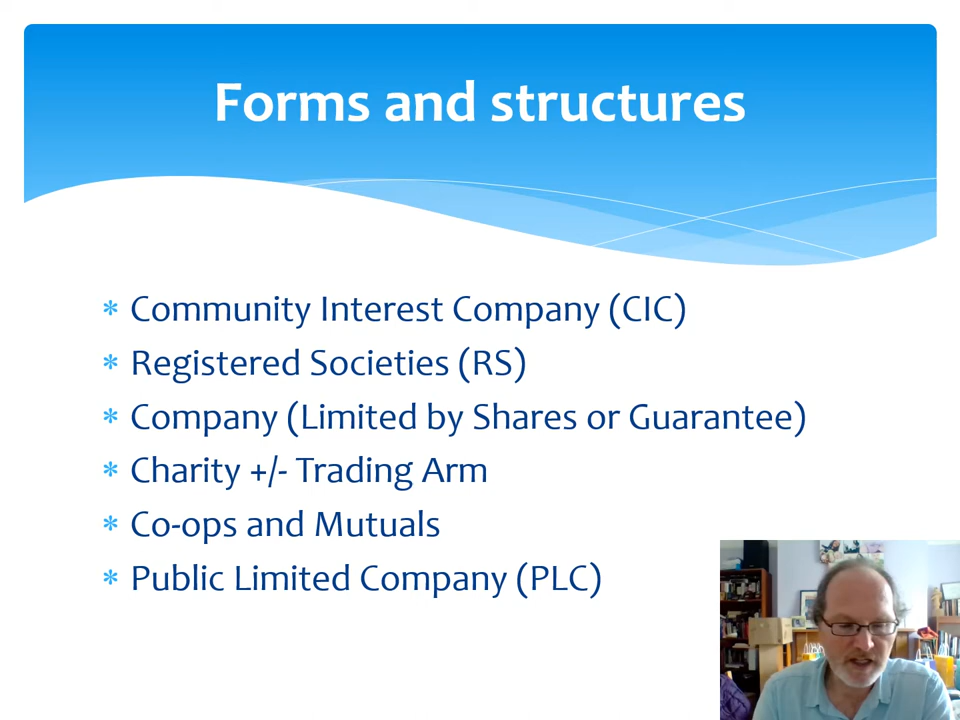 Forms and structures
* Community Interest Company (CIC)
* Registered Societies (RS)
* Company (Limited by Shares or Guarantee)
* Charity +/- Trading Arm
* Co-ops and Mutuals
* Public Limited Company (PLC)